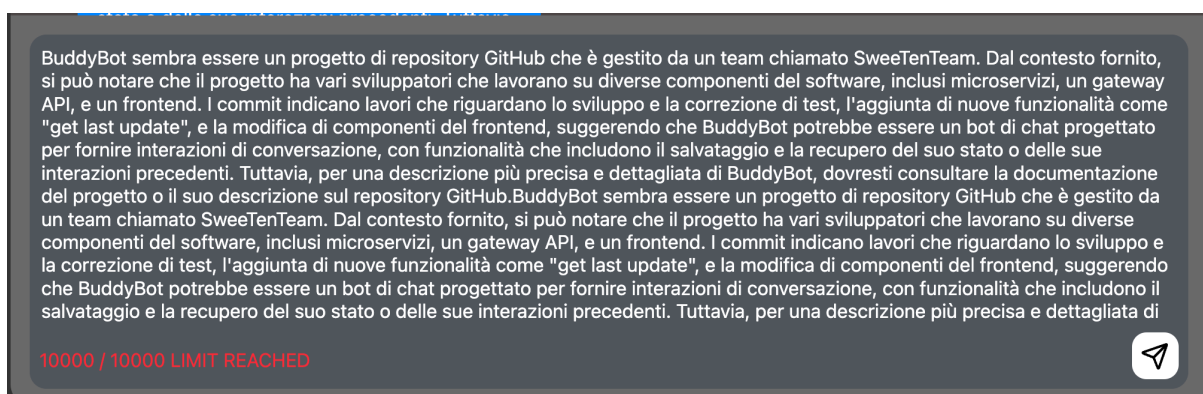 BuddyBot sembra essere un progetto di repository GitHub che è gestito da un team chiamato SweeTenTeam. Dal contesto fornito,
si può notare che il progetto ha vari sviluppatori che lavorano su diverse componenti del software, inclusi microservizi, un gateway
API, e un frontend. I commit indicano lavori che riguardano lo sviluppo e la correzione di test, l'aggiunta di nuove funzionalità come
"get last update", e la modifica di componenti del frontend, suggerendo che BuddyBot potrebbe essere un bot di chat progettato
per fornire interazioni di conversazione, con funzionalità che includono il salvataggio e la recupero del suo stato o delle sue
interazioni precedenti. Tuttavia, per una descrizione più precisa e dettagliata di BuddyBot, dovresti consultare la documentazione
del progetto o il suo descrizione sul repository GitHub.BuddyBot sembra essere un progetto di repository GitHub che è gestito da
un team chiamato SweeTenTeam. Dal contesto fornito, si può notare che il progetto ha vari sviluppatori che lavorano su diverse
componenti del software, inclusi microservizi, un gateway API, e un frontend. I commit indicano lavori che riguardano lo sviluppo e
la correzione di test, l'aggiunta di nuove funzionalità come "get last update", e la modifica di componenti del frontend, suggerendo
che BuddyBot potrebbe essere un bot di chat progettato per fornire interazioni di conversazione, con funzionalità che includono il
salvataggio e la recupero del suo stato o delle sue interazioni precedenti. Tuttavia, per una descrizione più precisa e dettagliata di
10000 / 10000 LIMIT REACHED